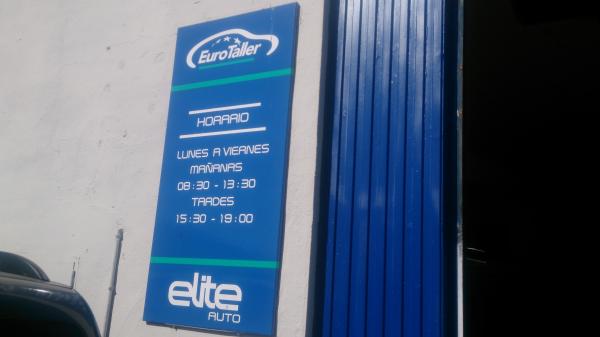 EuroTaller
HORARIO
LUNES A VIERNES
MAÑANAS
08:30 - 13:30
TARDES
15:30 - 19:00
elite
AUTO